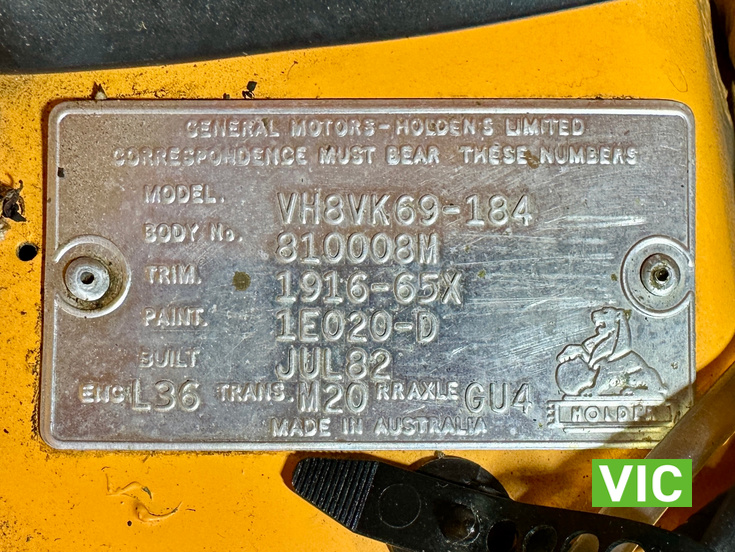 GENERAL MOTORS-HOLDEN'S LIMITED
CORRESPONDENCE MUST BEAR THESE NUMBERS
MODEL. VH8VK69-184
BODY No. 810008M
TRIM. 1916-65X
PAINT. 1E020-D
BUILT JUL82
ENG L36 TRANS. M20 RR AXLE GU4
HOLDEN
MADE IN AUSTRALIA
VIC